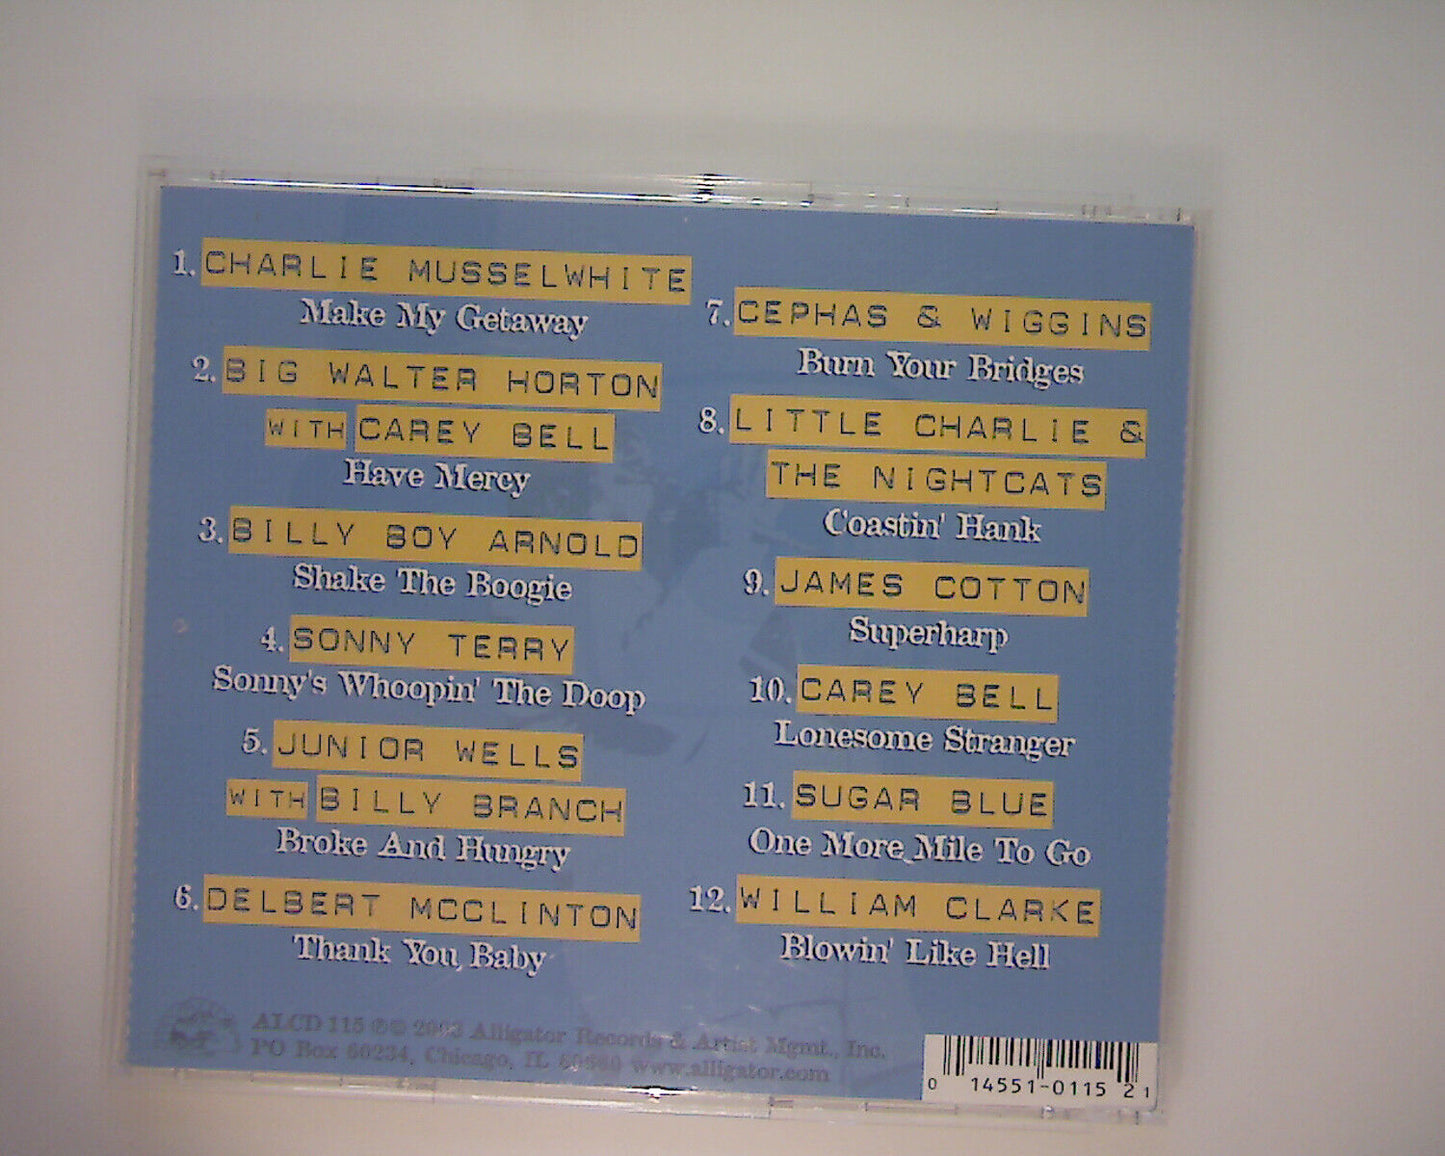 1. CHARLIE MUSSELWHITE
Make My Getaway
2. BIG WALTER HORTON
WITH CAREY BELL
Have Mercy
3. BILLY BOY ARNOLD
Shake The Boogie
4. SONNY TERRY
Sonny's Whoopin' The Doop
5. JUNIOR WELLS
WITH BILLY BRANCH
Broke And Hungry
6. DELBERT MCCLINTON
Thank You, Baby
7. CEPHAS & WIGGINS
Burn Your Bridges
8. LITTLE CHARLIE &
THE NIGHTCATS
Coastin' Hank
9. JAMES COTTON
Superharp
10. CAREY BELL
Lonesome Stranger
11. SUGAR BLUE
One More Mile To Go
12. WILLIAM CLARKE
Blowin' Like Hell
ALCD 115 ℗© Alligator Records & Artist Mgmt., Inc.
PO Box 60234, Chicago, IL 60660 www.alligator.com
0 14551-0115 2 1